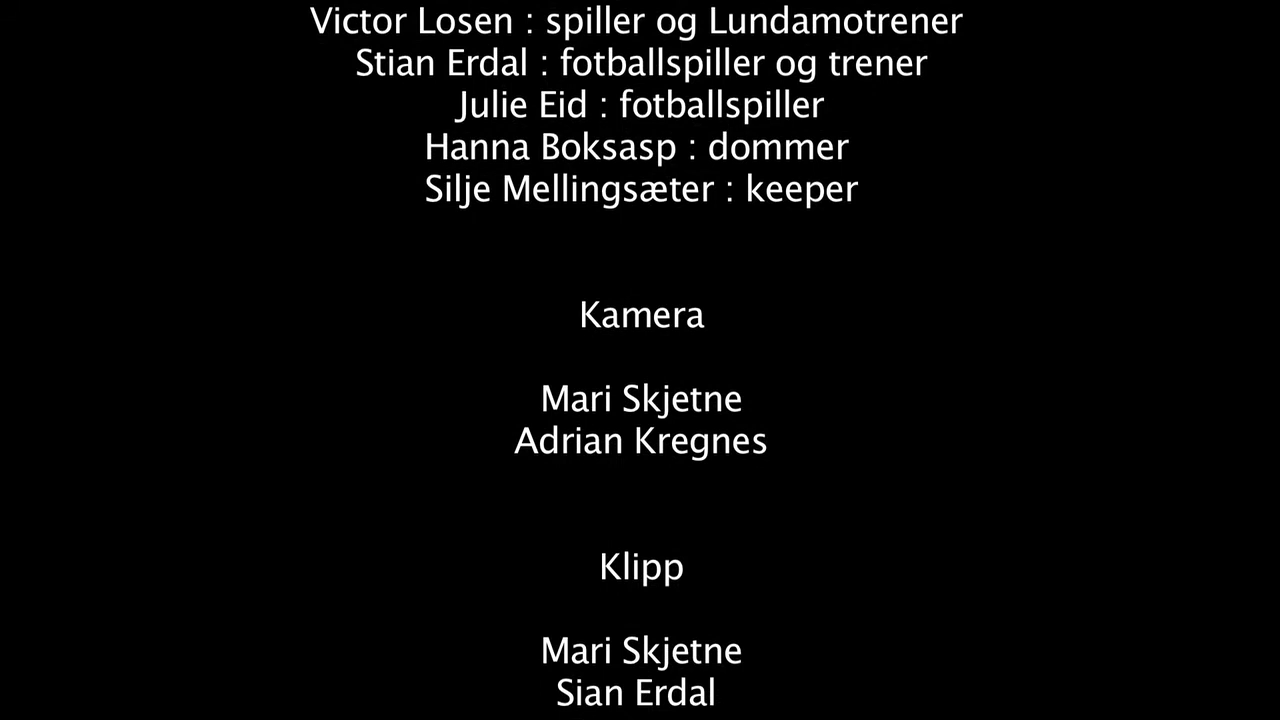 Victor Losen : spiller og Lundamotrener
Stian Erdal : fotballspiller og trener
Julie Eid : fotballspiller
Hanna Boksasp : dommer
Silje Mellingsæter : keeper
Kamera
Mari Skjetne
Adrian Kregnes
Klipp
Mari Skjetne
Sian Erdal